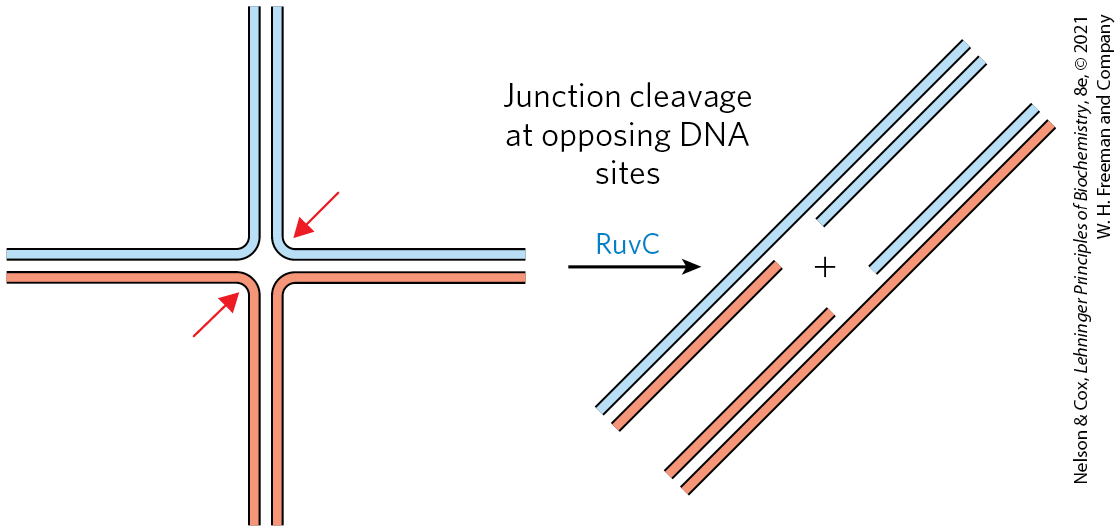 Junction cleavage
at opposing DNA
sites
RuvC
+
Nelson & Cox, Lehninger Principles of Biochemistry, 8e, © 2021
W. H. Freeman and Company